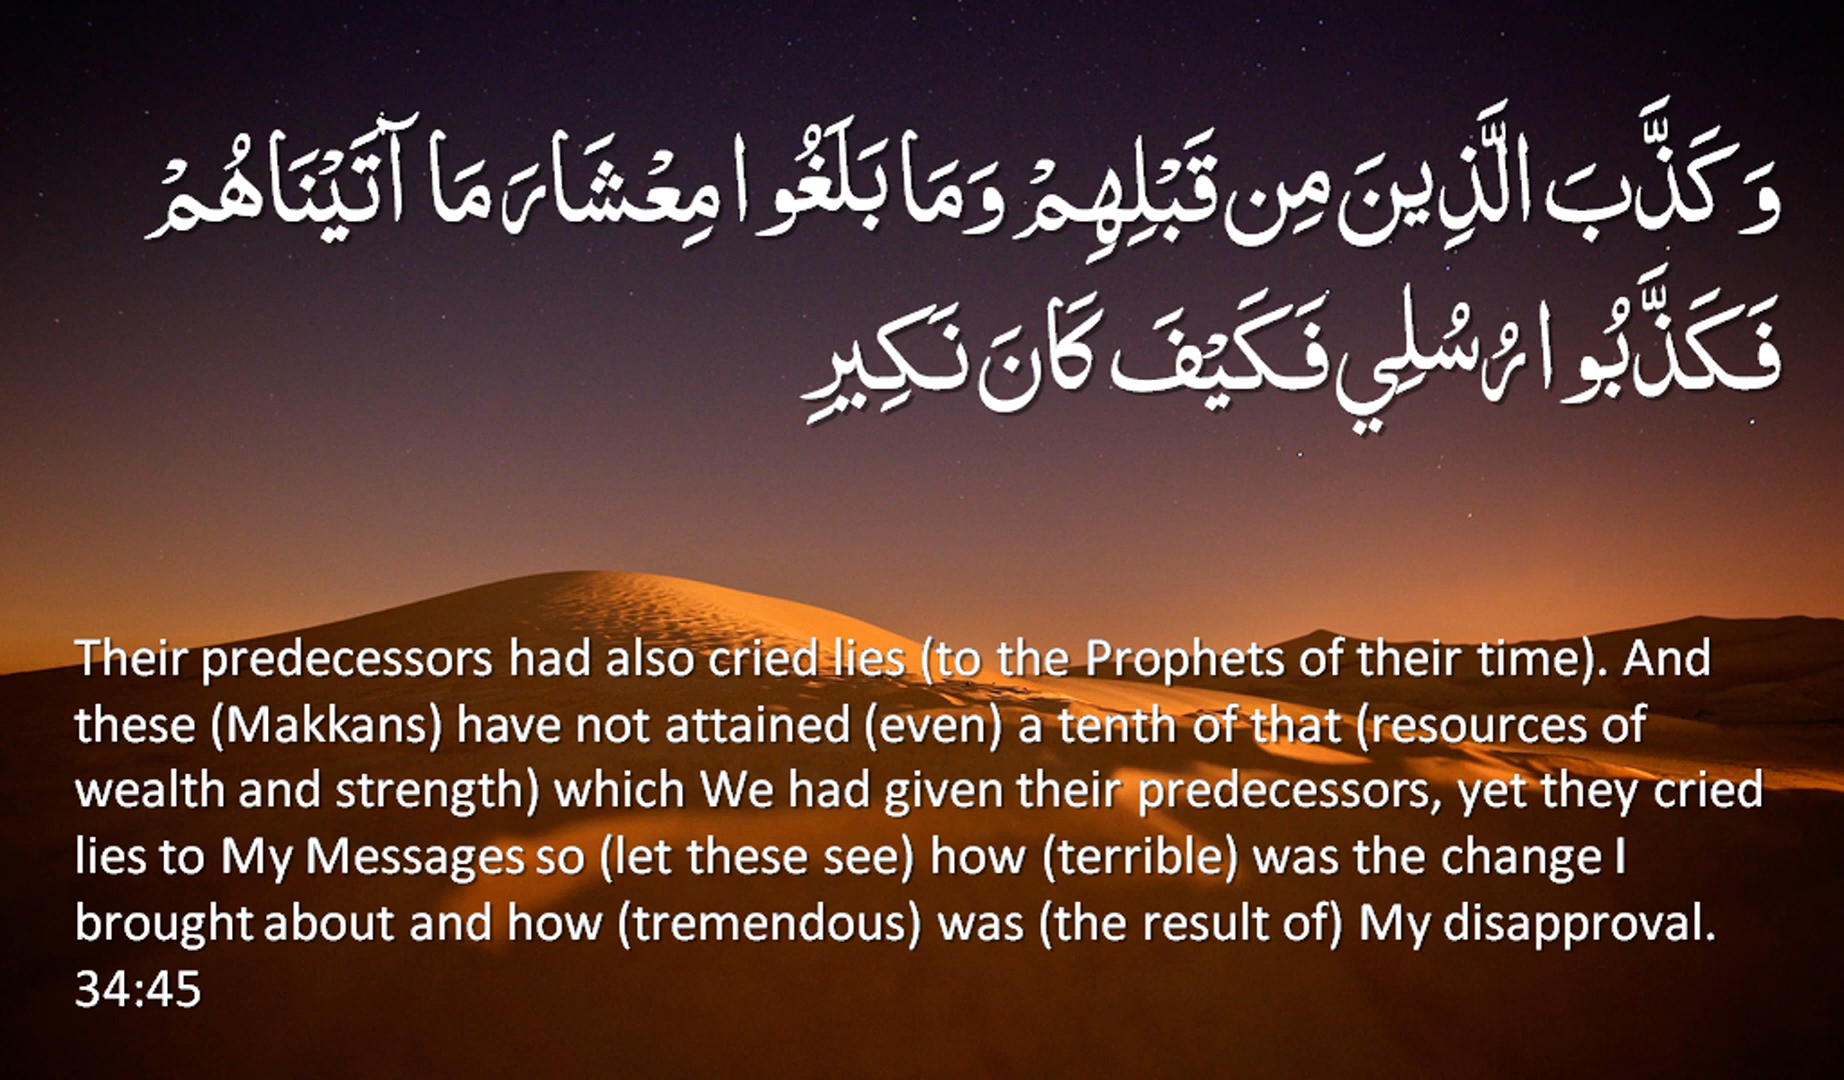 وَكَذَّبَ الَّذِينَ مِن قَبْلِهِمْ وَمَا بَلَغُوا مِعْشَارَ مَا آتَيْنَاهُمْ
فَكَذَّبُوا رُسُلِي فَكَيْفَ كَانَ نَكِيرِ
Their predecessors had also cried lies (to the Prophets of their time). And
these (Makkans) have not attained (even) a tenth of that (resources of
wealth and strength) which We had given their predecessors, yet they cried
lies to My Messages so (let these see) how (terrible) was the change I
brought about and how (tremendous) was (the result of) My disapproval.
34:45